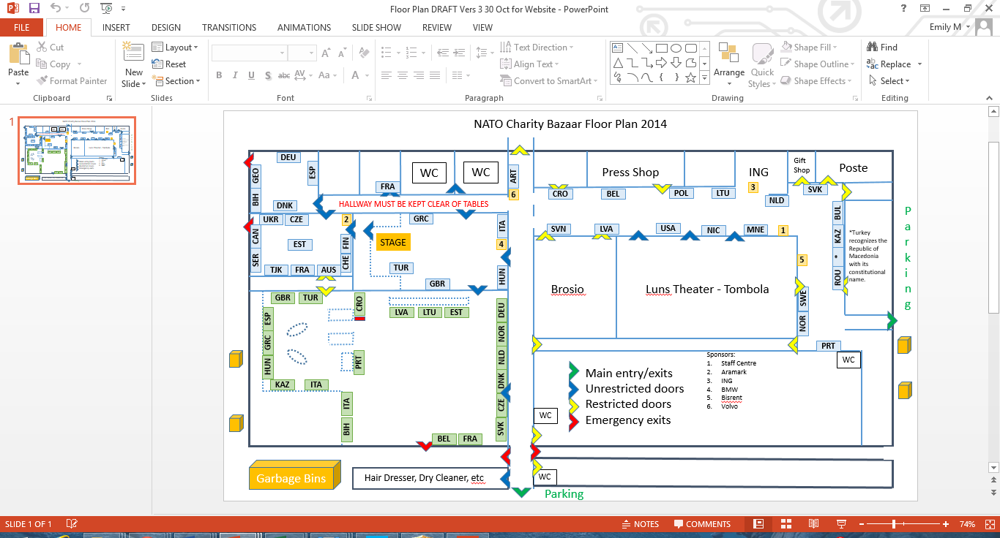 Floor Plan DRAFT Vers 3 30 Oct for Website - PowerPoint
FILE
HOME
INSERT
DESIGN
TRANSITIONS
ANIMATIONS
SLIDE SHOW
REVIEW
VIEW
Emily M
Paste
Cut
Copy
Format Painter
Clipboard
New Slide
Layout
Reset
Section
Slides
B I U S abc AV Aa A
Font
Text Direction
Align Text
Convert to SmartArt
Paragraph
Arrange
Quick Styles
Shape Fill
Shape Outline
Shape Effects
Drawing
Find
Replace
Select
Editing
1
NATO Charity Bazaar Floor Plan 2014
DEU
GEO
BIH
ESP
DNK
FRA
WC
WC
ART
6
HALLWAY MUST BE KEPT CLEAR OF TABLES
Press Shop
ING
3
Gift Shop
Poste
CRO
BEL
POL
LTU
NLD
SVK
UKR
CZE
2
CAN
SER
EST
FIN
CHE
TJK
FRA
AUS
STAGE
GRC
TUR
GBR
ITA
4
HUN
SVN
LVA
USA
NIC
MNE
1
5
SWE
NOR
BUL
KAZ
*
ROU
*Turkey
recognizes the
Republic of
Macedonia
with its
constitutional
name.
Parking
Brosio
Luns Theater - Tombola
PRT
WC
GBR
TUR
CRO
ESP
GRC
HUN
KAZ
ITA
PRT
ITA
BIH
LVA
LTU
EST
DEU
NOR
NLD
DNK
CZE
SVK
BEL
FRA
Main entry/exits
Unrestricted doors
Restricted doors
Emergency exits
Sponsors:
1. Staff Centre
2. Aramark
3. ING
4. BMW
5. Bisrent
6. Volvo
WC
WC
Garbage Bins
Hair Dresser, Dry Cleaner, etc
Parking
SLIDE 1 OF 1
NOTES
COMMENTS
74%